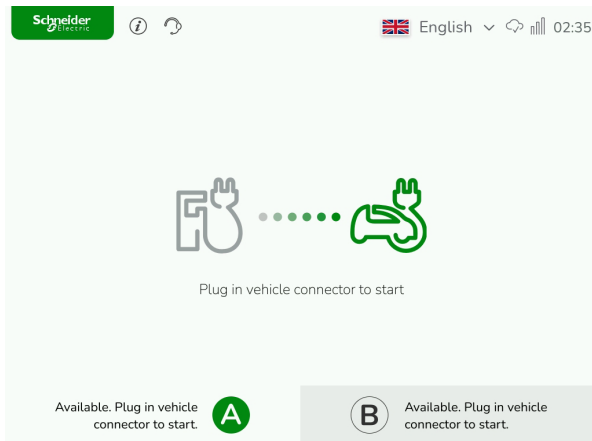 Schneider
Electric
English
02:35
Plug in vehicle connector to start
Available. Plug in vehicle
connector to start.
A
B
Available. Plug in vehicle
connector to start.